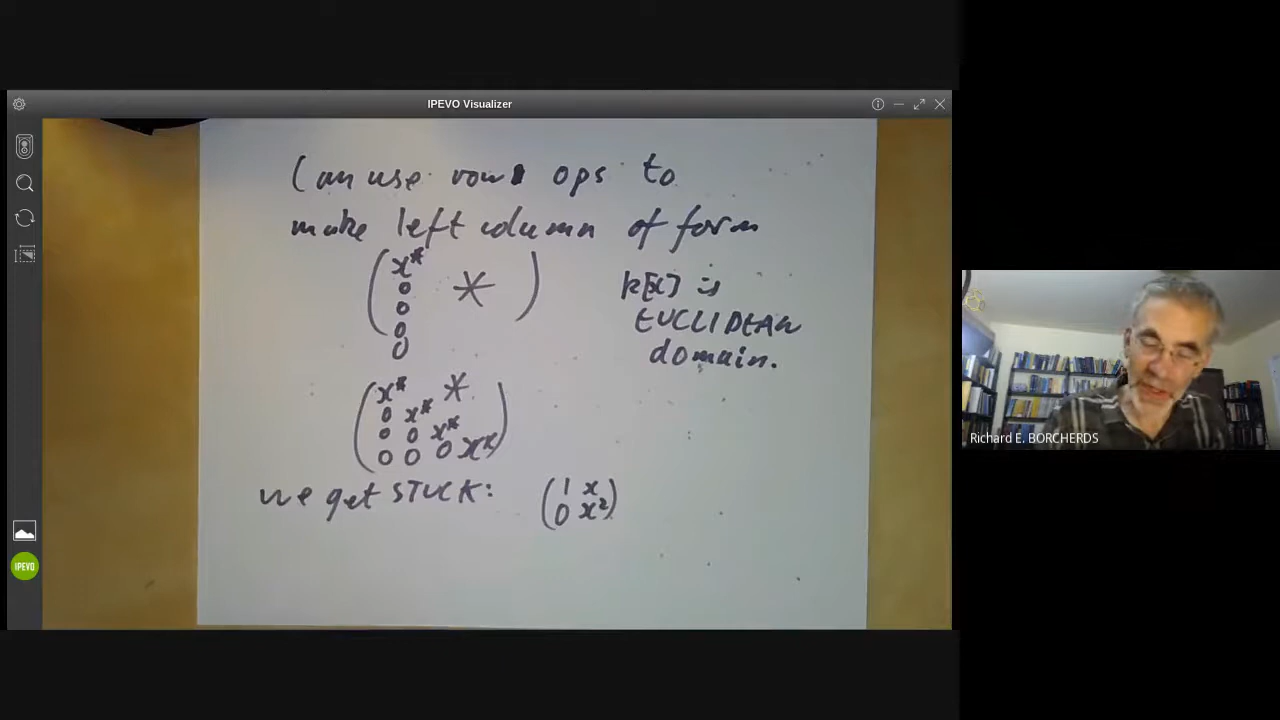 IPEVO Visualizer
Can use row ops to
make left column of form
( x* * )
0
0
0
0
k[x] is
EUCLIDEAN
domain.
( x* * )
0 x*
0 0 x*
0 0 0 x*
we get STUCK: ( 1 x )
( 0 x² )
IPEVO
Richard E. BORCHERDS